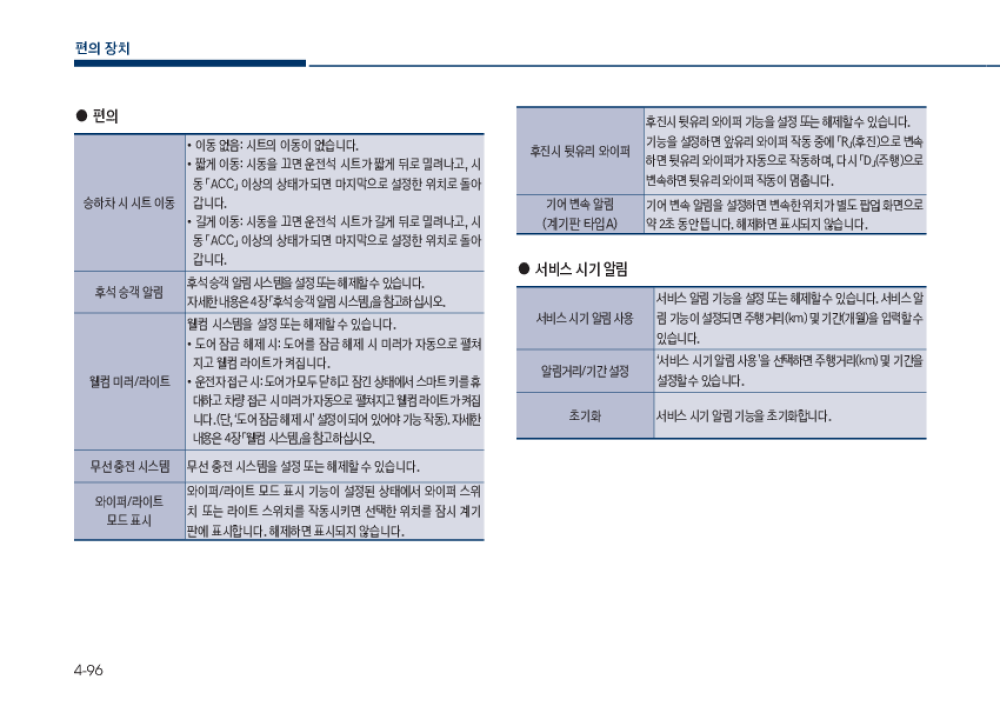 편의 장치
● 편의
승하차 시 시트 이동
• 이동 없음: 시트의 이동이 없습니다.
• 짧게 이동: 시동을 끄면 운전석 시트가 짧게 뒤로 밀려나고, 시
동 「ACC」 이상의 상태가 되면 마지막으로 설정한 위치로 돌아
갑니다.
• 길게 이동: 시동을 끄면 운전석 시트가 길게 뒤로 밀려나고, 시
동 「ACC」 이상의 상태가 되면 마지막으로 설정한 위치로 돌아
갑니다.
후석 승객 알림
후석 승객 알림 시스템을 설정 또는 해제할 수 있습니다.
자세한 내용은 4장 「후석 승객 알림 시스템」을 참고하십시오.
웰컴 미러/라이트
웰컴 시스템을 설정 또는 해제할 수 있습니다.
• 도어 잠금 해제 시: 도어를 잠금 해제 시 미러가 자동으로 펼쳐
지고 웰컴 라이트가 켜집니다.
• 운전자 접근 시: 도어가 모두 닫히고 잠긴 상태에서 스마트 키를 휴
대하고 차량 접근 시 미러가 자동으로 펼쳐지고 웰컴 라이트가 켜집
니다. (단, '도어 잠금 해제 시' 설정이 되어 있어야 기능 작동). 자세한
내용은 4장 「웰컴 시스템」을 참고하십시오.
무선 충전 시스템
무선 충전 시스템을 설정 또는 해제할 수 있습니다.
와이퍼/라이트
모드 표시
와이퍼/라이트 모드 표시 기능이 설정된 상태에서 와이퍼 스위
치 또는 라이트 스위치를 작동시키면 선택한 위치를 잠시 계기
판에 표시합니다. 해제하면 표시되지 않습니다.
후진시 뒷유리 와이퍼
후진시 뒷유리 와이퍼 기능을 설정 또는 해제할 수 있습니다.
기능을 설정하면 앞유리 와이퍼 작동 중에 「R」(후진)으로 변속
하면 뒷유리 와이퍼가 자동으로 작동하며, 다시 「D」(주행)으로
변속하면 뒷유리 와이퍼 작동이 멈춥니다.
기어 변속 알림
(계기판 타입 A)
기어 변속 알림을 설정하면 변속한 위치가 별도 팝업 화면으로
약 2초 동안 뜹니다. 해제하면 표시되지 않습니다.
● 서비스 시기 알림
서비스 시기 알림 사용
서비스 알림 기능을 설정 또는 해제할 수 있습니다. 서비스 알
림 기능이 설정되면 주행 거리(km) 및 기간(개월)을 입력할 수
있습니다.
알림거리/기간 설정
'서비스 시기 알림 사용'을 선택하면 주행거리(km) 및 기간을
설정할 수 있습니다.
초기화
서비스 시기 알림 기능을 초기화합니다.
4-96